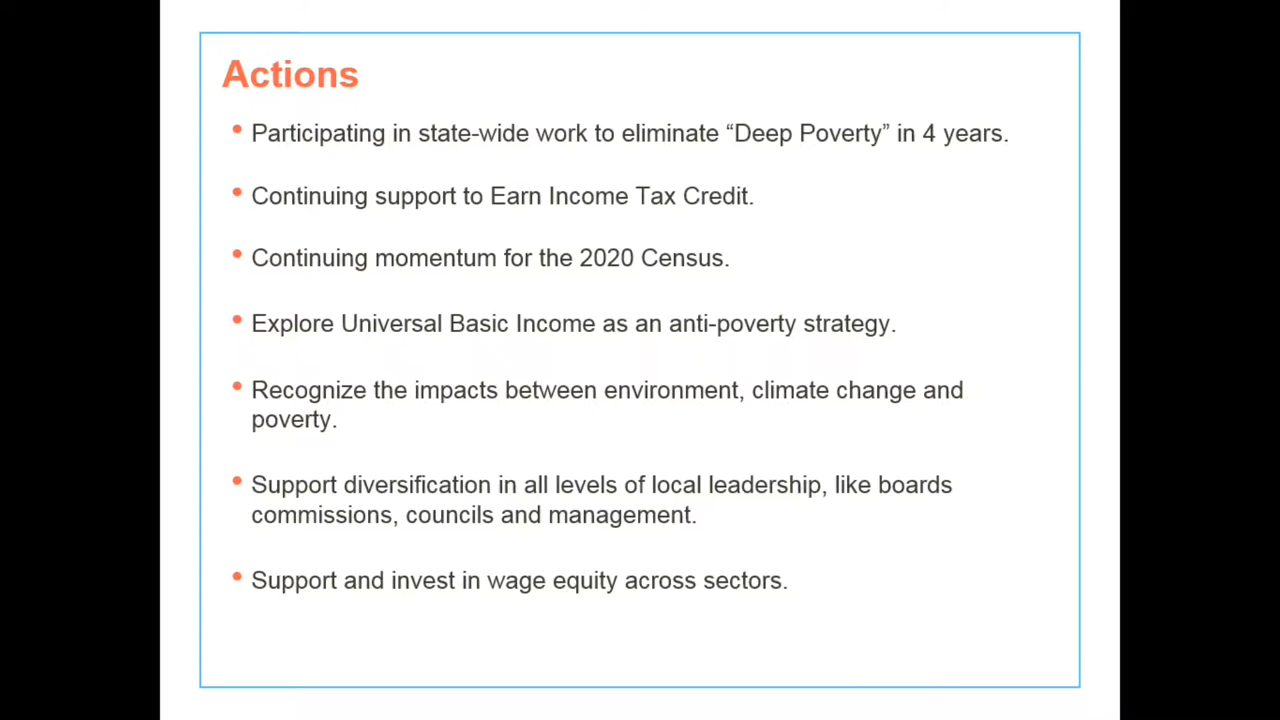 Actions
• Participating in state-wide work to eliminate “Deep Poverty” in 4 years.
• Continuing support to Earn Income Tax Credit.
• Continuing momentum for the 2020 Census.
• Explore Universal Basic Income as an anti-poverty strategy.
• Recognize the impacts between environment, climate change and
poverty.
• Support diversification in all levels of local leadership, like boards
commissions, councils and management.
• Support and invest in wage equity across sectors.